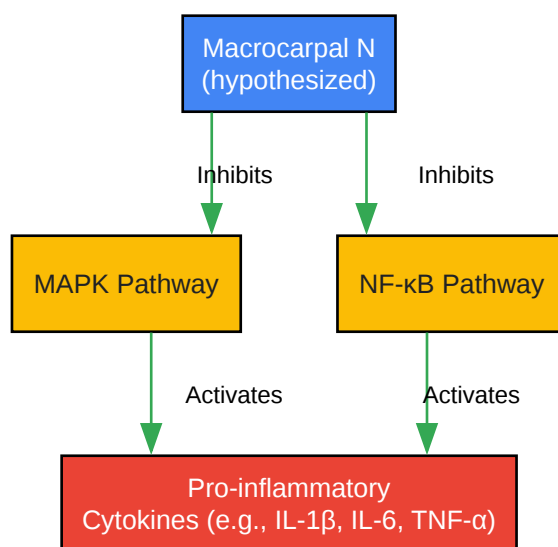 Macrocarpal N
(hypothesized)
Inhibits
Inhibits
MAPK Pathway
NF-κB Pathway
Activates
Activates
Pro-inflammatory
Cytokines (e.g., IL-1β, IL-6, TNF-α)